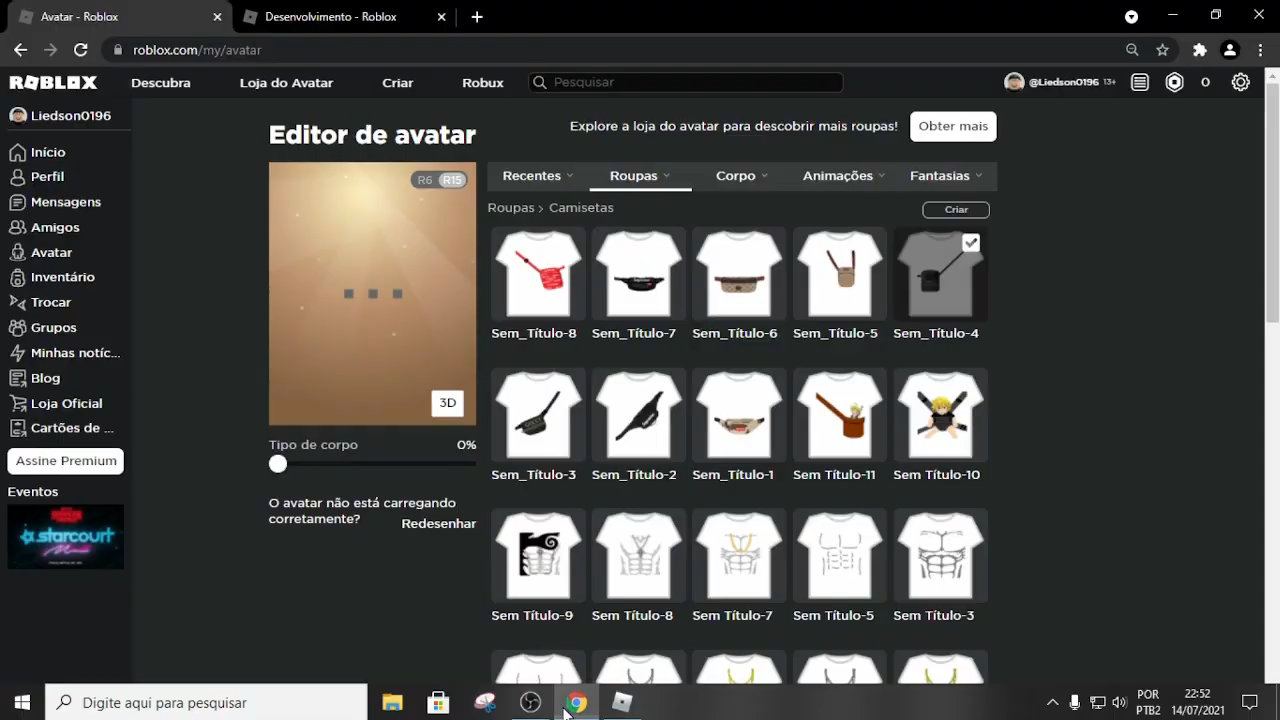 Avatar - Roblox
Desenvolvimento - Roblox
roblox.com/my/avatar
ROBLOX
Descubra
Loja do Avatar
Criar
Robux
Pesquisar
@Liedson0196 13+
0
Liedson0196
Início
Perfil
Mensagens
Amigos
Avatar
Inventário
Trocar
Grupos
Minhas notíc...
Blog
Loja Oficial
Cartões de ...
Assine Premium
Eventos
starcourt
Editor de avatar
Explore a loja do avatar para descobrir mais roupas!
Obter mais
R6 R15
3D
Tipo de corpo 0%
O avatar não está carregando
corretamente?
Redesenhar
Recentes
Roupas
Corpo
Animações
Fantasias
Roupas > Camisetas
Criar
Sem_Título-8
Sem_Título-7
Sem_Título-6
Sem_Título-5
Sem_Título-4
Sem_Título-3
Sem_Título-2
Sem_Título-1
Sem Título-11
Sem Título-10
Sem Título-9
Sem Título-8
Sem Título-7
Sem Título-5
Sem Título-3
Digite aqui para pesquisar
POR
PTB2
22:52
14/07/2021